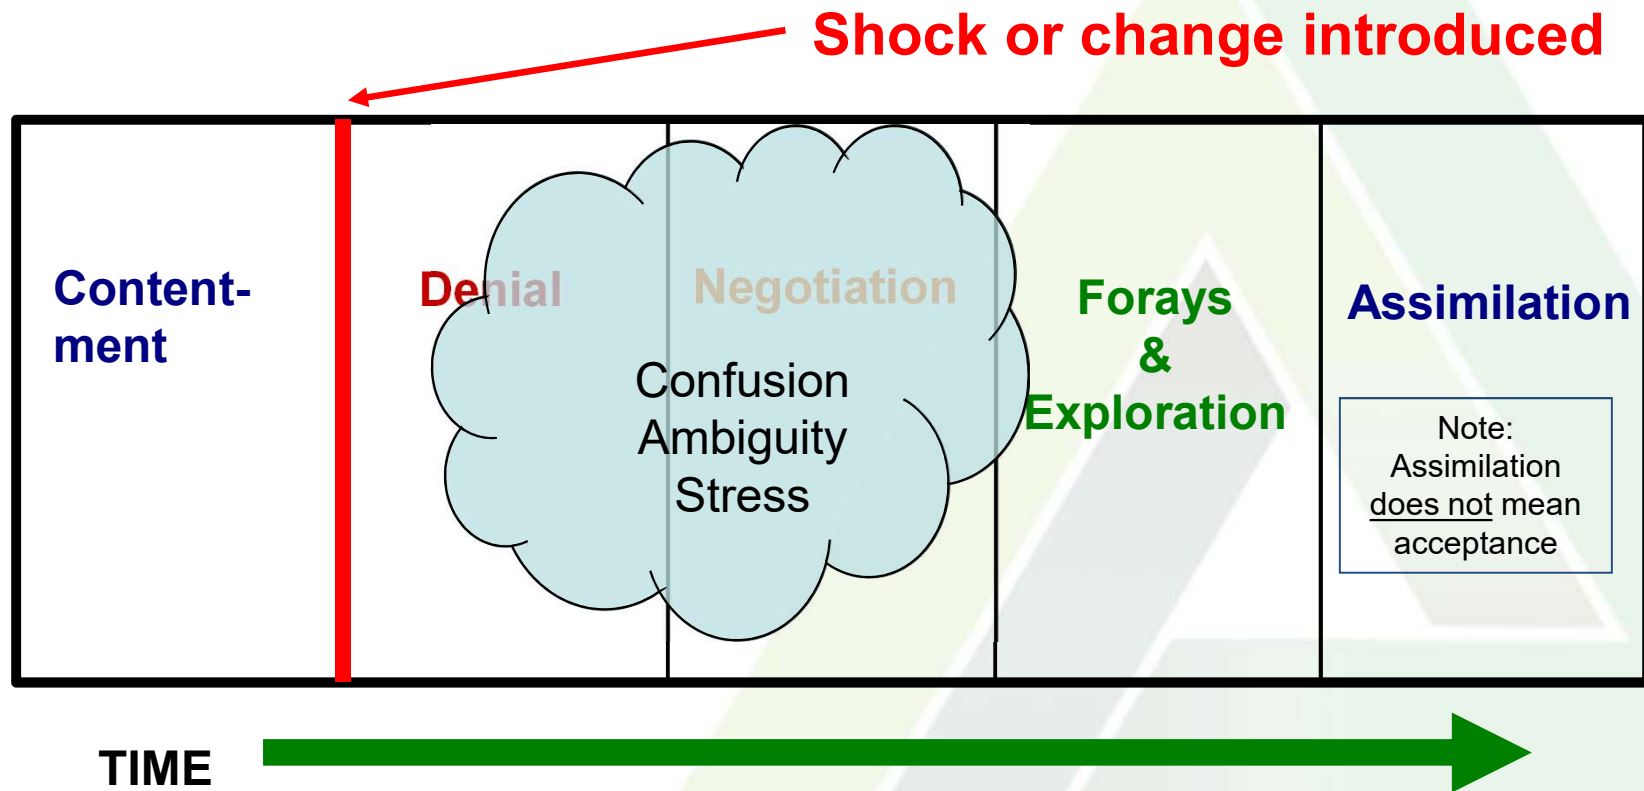 Shock or change introduced
Content-
ment
Denial
Negotiation
Confusion
Ambiguity
Stress
Forays
&
Exploration
Assimilation
Note:
Assimilation
does not mean
acceptance
TIME